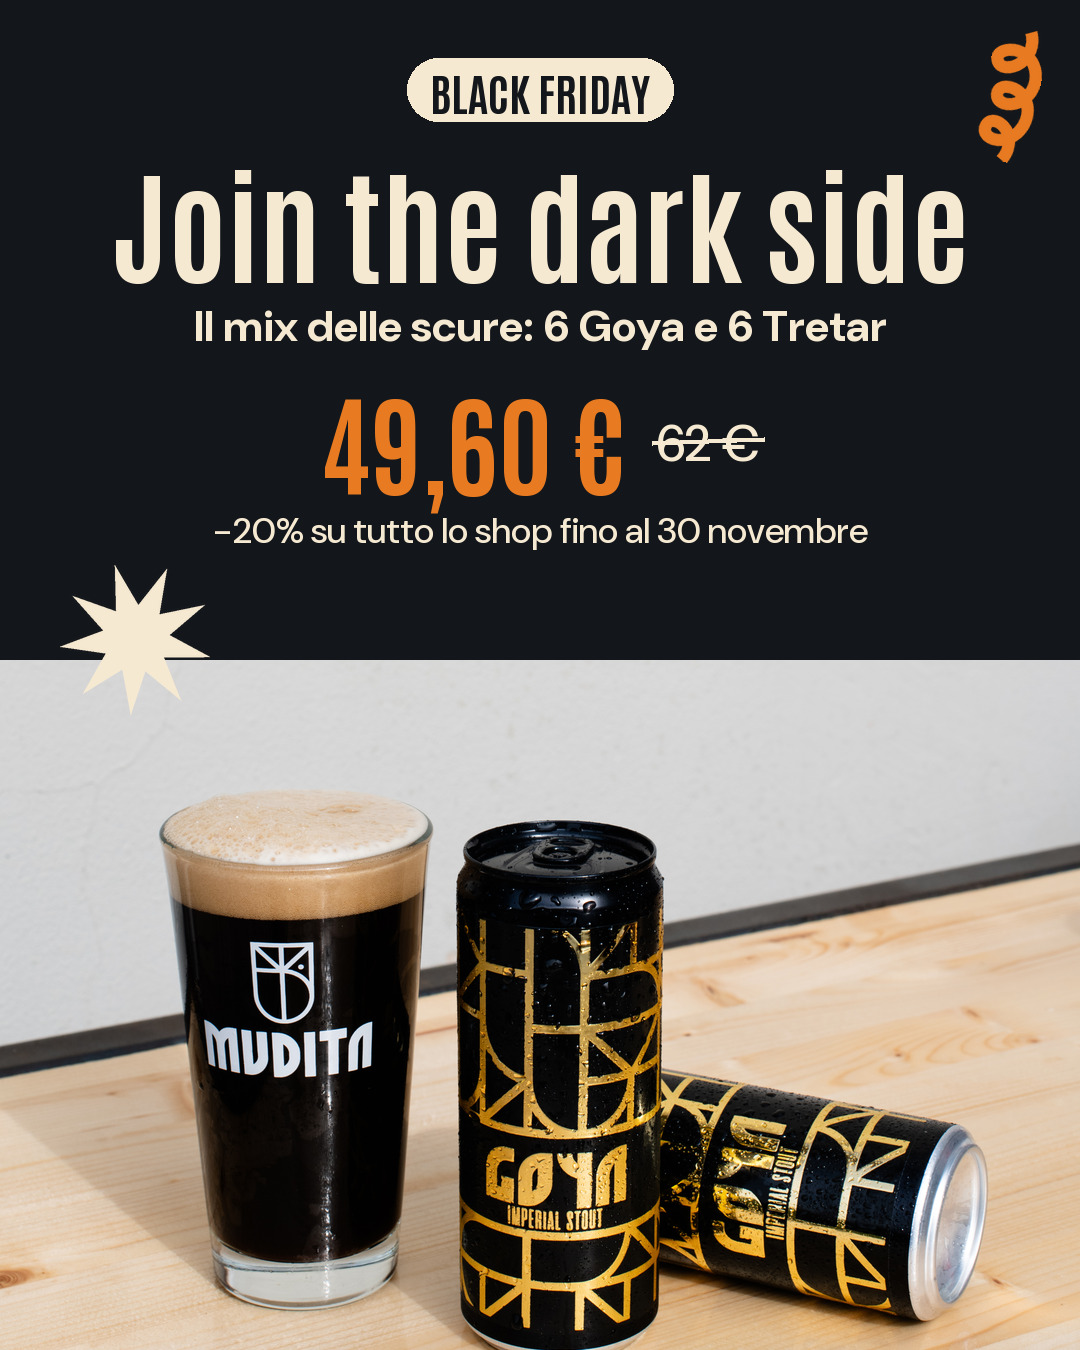 BLACK FRIDAY
Join the dark side
Il mix delle scure: 6 Goya e 6 Tretar
49,60 € 62 €
−20% su tutto lo shop fino al 30 novembre
MUDITA
GOYA
IMPERIAL STOUT
GOYA
IMPERIAL STOUT